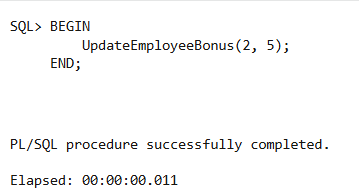 SQL> BEGIN
         UpdateEmployeeBonus(2, 5);
     END;
PL/SQL procedure successfully completed.
Elapsed: 00:00:00.011